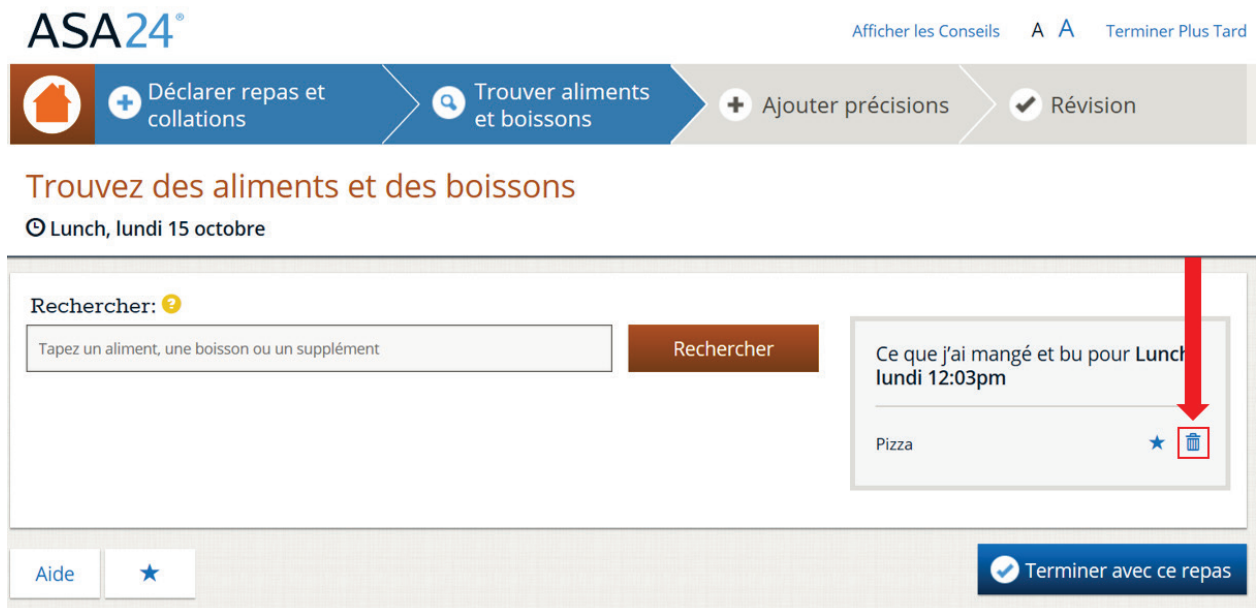 ASA24®
Afficher les Conseils A A Terminer Plus Tard
Déclarer repas et
collations
Trouver aliments
et boissons
Ajouter précisions
Révision
Trouvez des aliments et des boissons
Lunch, lundi 15 octobre
Rechercher: ?
Tapez un aliment, une boisson ou un supplément
Rechercher
Ce que j'ai mangé et bu pour Lunch
lundi 12:03pm
Pizza
Aide
Terminer avec ce repas